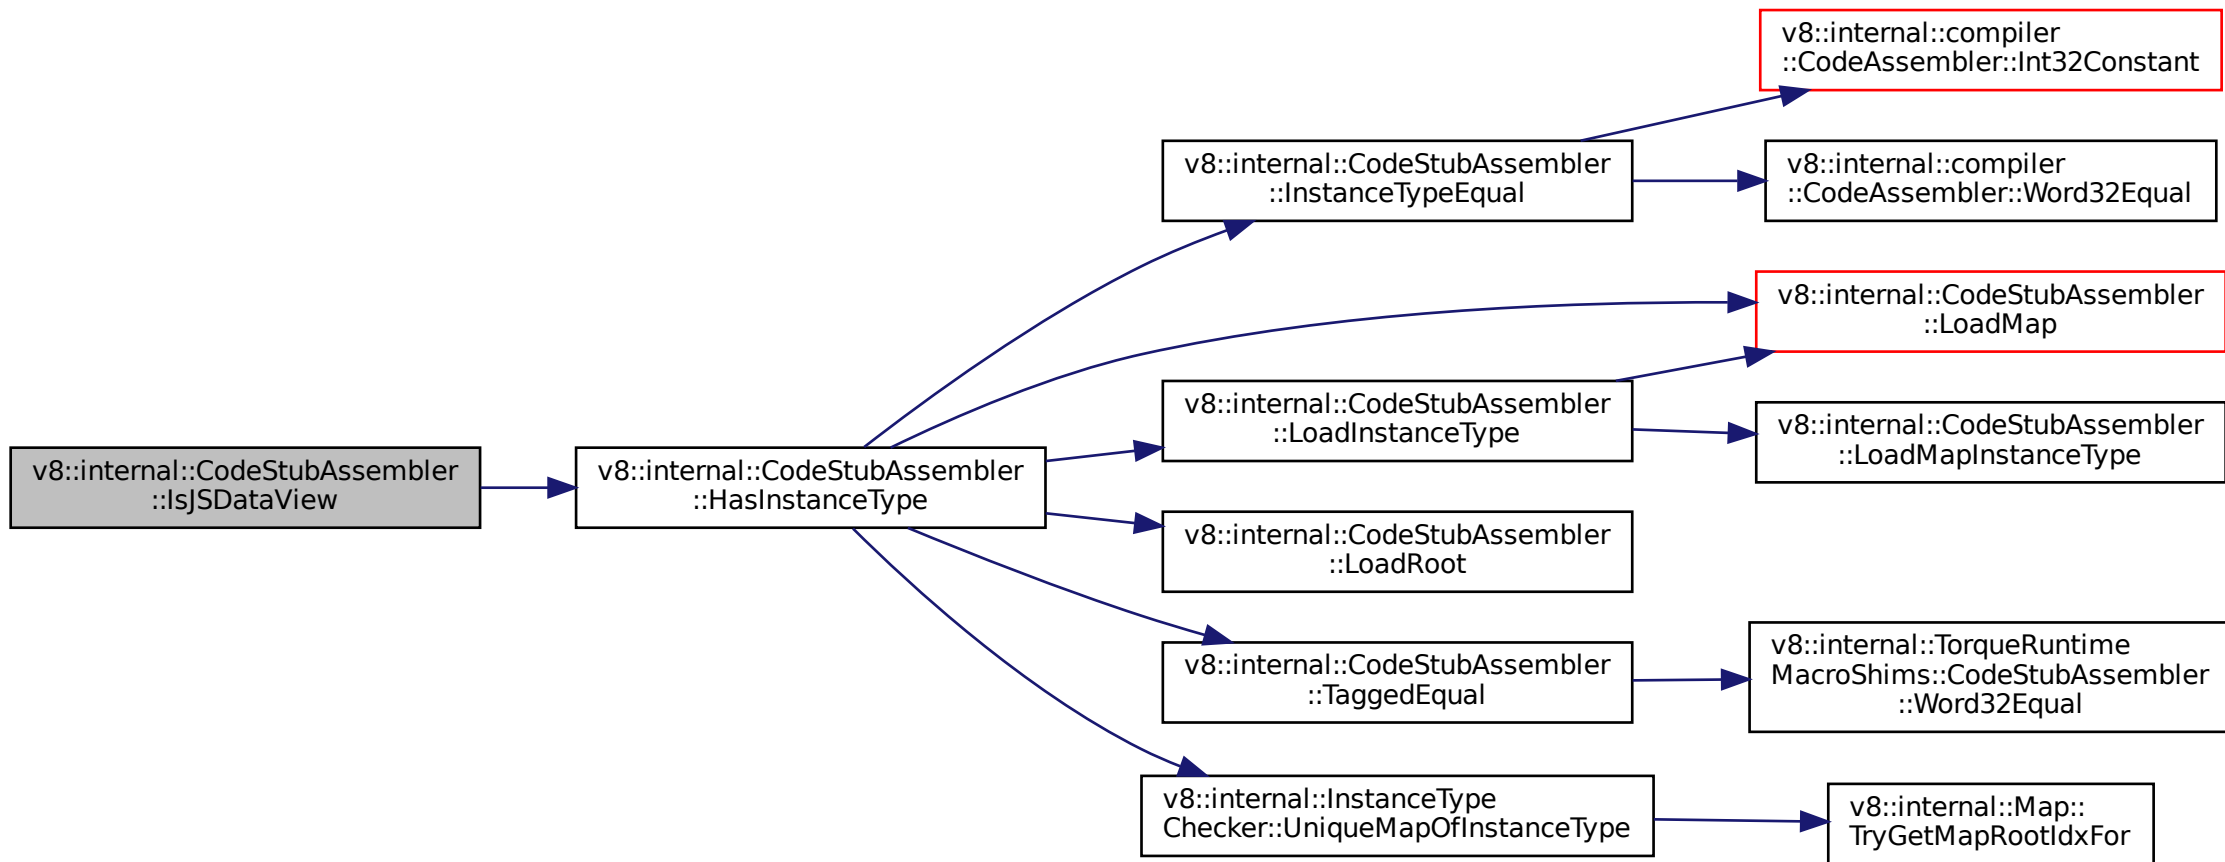 v8::internal::CodeStubAssembler
::IsJSDataView
v8::internal::CodeStubAssembler
::HasInstanceType
v8::internal::CodeStubAssembler
::InstanceTypeEqual
v8::internal::compiler
::CodeAssembler::Int32Constant
v8::internal::compiler
::CodeAssembler::Word32Equal
v8::internal::CodeStubAssembler
::LoadMap
v8::internal::CodeStubAssembler
::LoadInstanceType
v8::internal::CodeStubAssembler
::LoadMapInstanceType
v8::internal::CodeStubAssembler
::LoadRoot
v8::internal::CodeStubAssembler
::TaggedEqual
v8::internal::TorqueRuntime
MacroShims::CodeStubAssembler
::Word32Equal
v8::internal::InstanceType
Checker::UniqueMapOfInstanceType
v8::internal::Map::
TryGetMapRootIdxFor